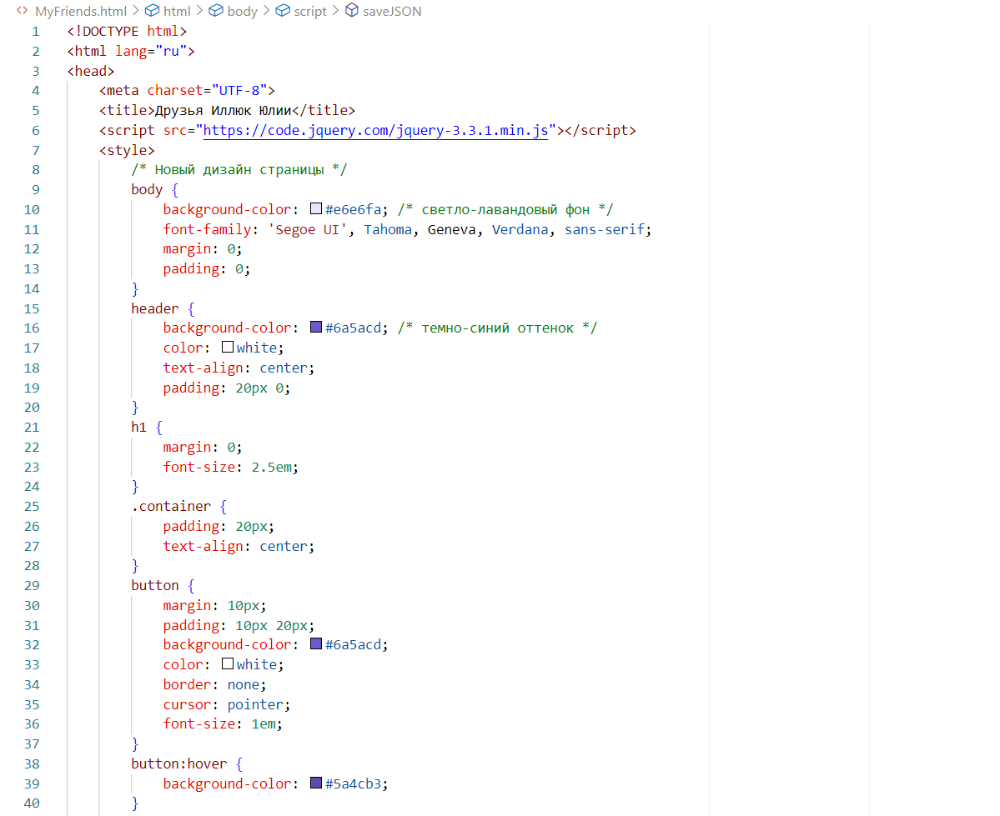 MyFriends.html > html > body > script > saveJSON
1 <!DOCTYPE html>
2 <html lang="ru">
3 <head>
4 <meta charset="UTF-8">
5 <title>Друзья Иллюк Юлии</title>
6 <script src="https://code.jquery.com/jquery-3.3.1.min.js"></script>
7 <style>
8 /* Новый дизайн страницы */
9 body {
10 background-color: #e6e6fa; /* светло-лавандовый фон */
11 font-family: 'Segoe UI', Tahoma, Geneva, Verdana, sans-serif;
12 margin: 0;
13 padding: 0;
14 }
15 header {
16 background-color: #6a5acd; /* темно-синий оттенок */
17 color: white;
18 text-align: center;
19 padding: 20px 0;
20 }
21 h1 {
22 margin: 0;
23 font-size: 2.5em;
24 }
25 .container {
26 padding: 20px;
27 text-align: center;
28 }
29 button {
30 margin: 10px;
31 padding: 10px 20px;
32 background-color: #6a5acd;
33 color: white;
34 border: none;
35 cursor: pointer;
36 font-size: 1em;
37 }
38 button:hover {
39 background-color: #5a4cb3;
40 }